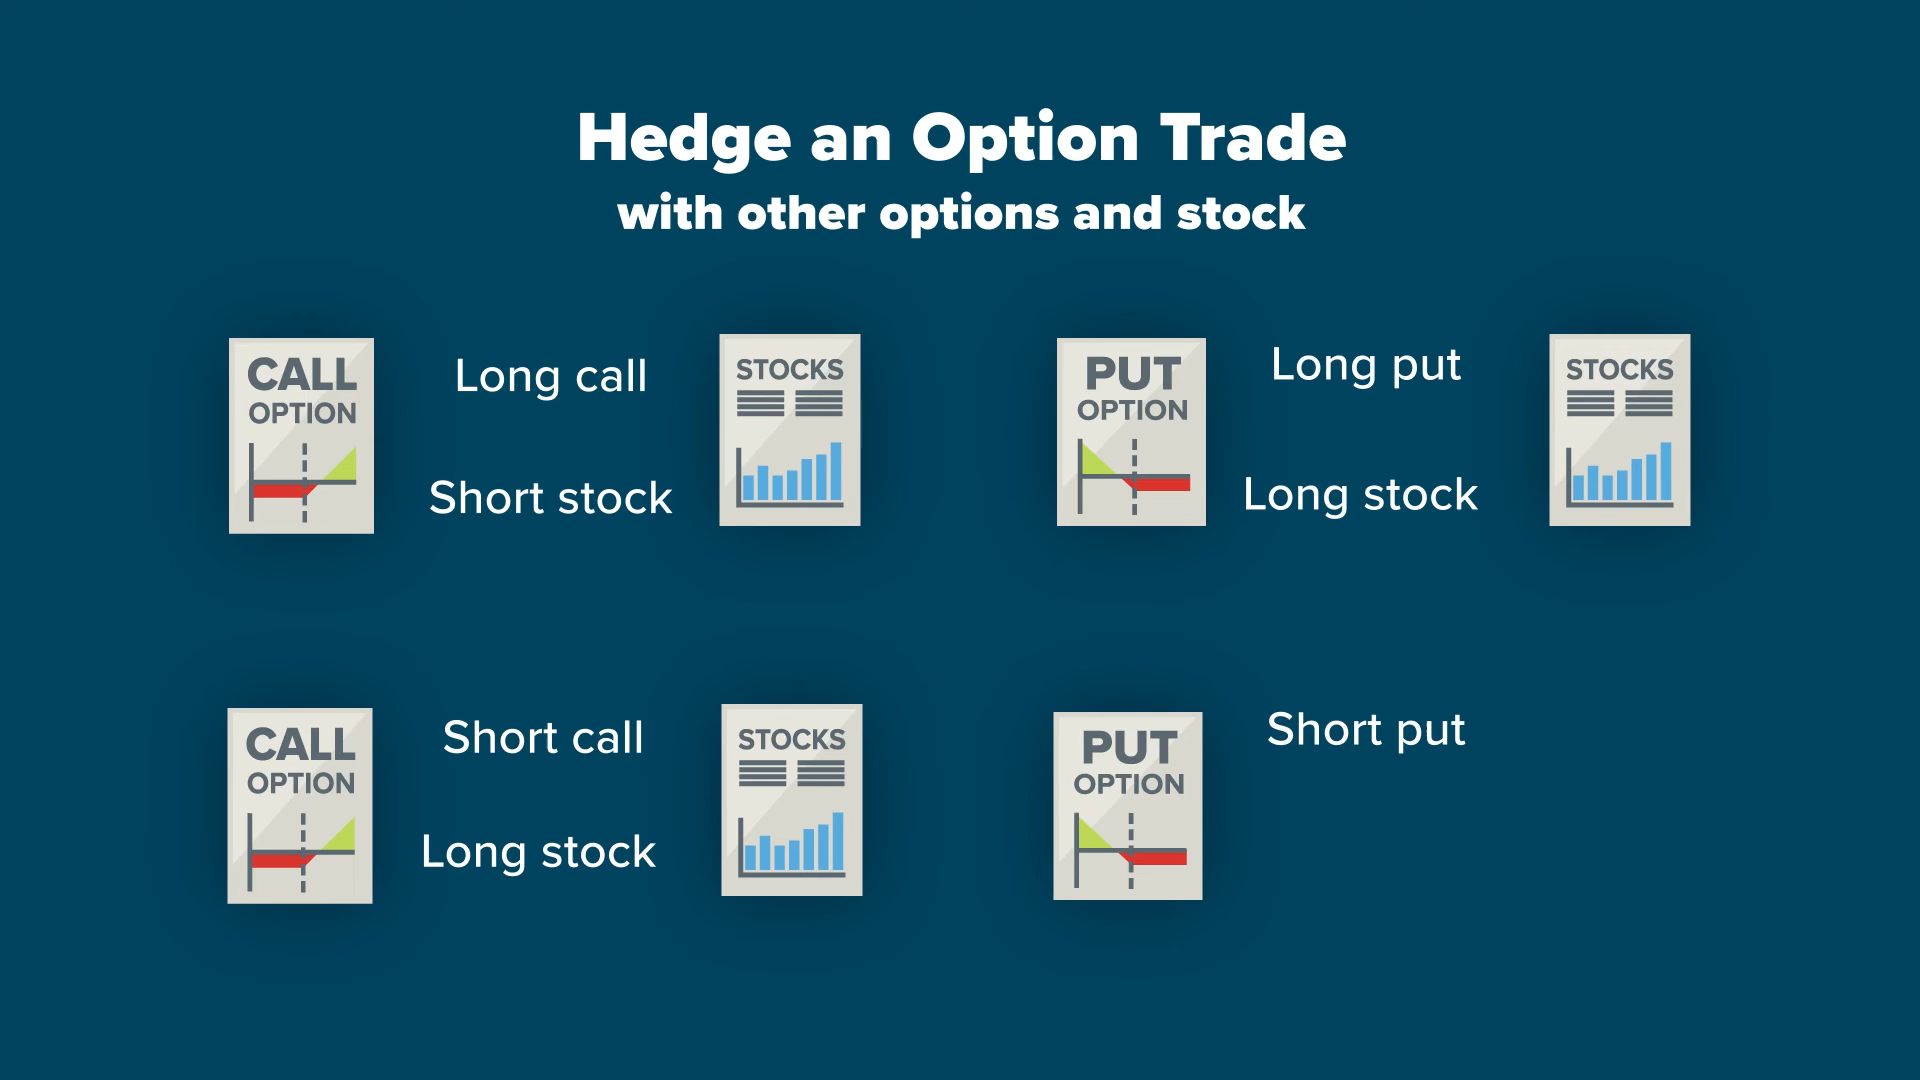 Hedge an Option Trade
with other options and stock
CALL
OPTION
Long call
Short stock
STOCKS
PUT
OPTION
Long put
Long stock
STOCKS
CALL
OPTION
Short call
Long stock
STOCKS
PUT
OPTION
Short put